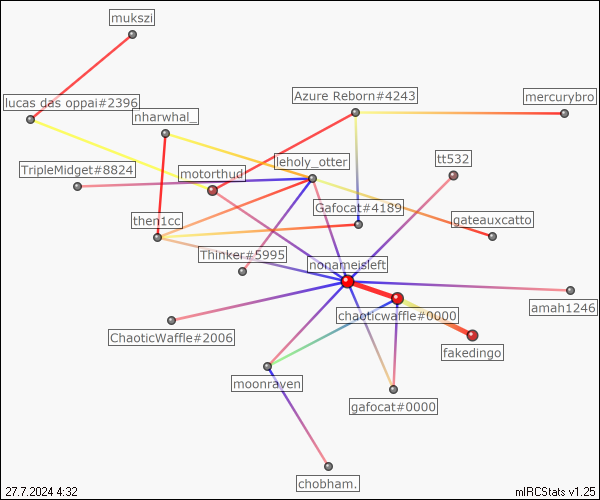 mukszi
lucas das oppai#2396
nharwhal_
Azure Reborn#4243
mercurybro
TripleMidget#8824
motorthud
leholy_otter
tt532
then1cc
Gafocat#4189
gateauxcatto
Thinker#5995
nonameisleft
amah1246
chaoticwaffle#0000
ChaoticWaffle#2006
fakedingo
moonraven
gafocat#0000
chobham.
27.7.2024 4:32
mIRCStats v1.25